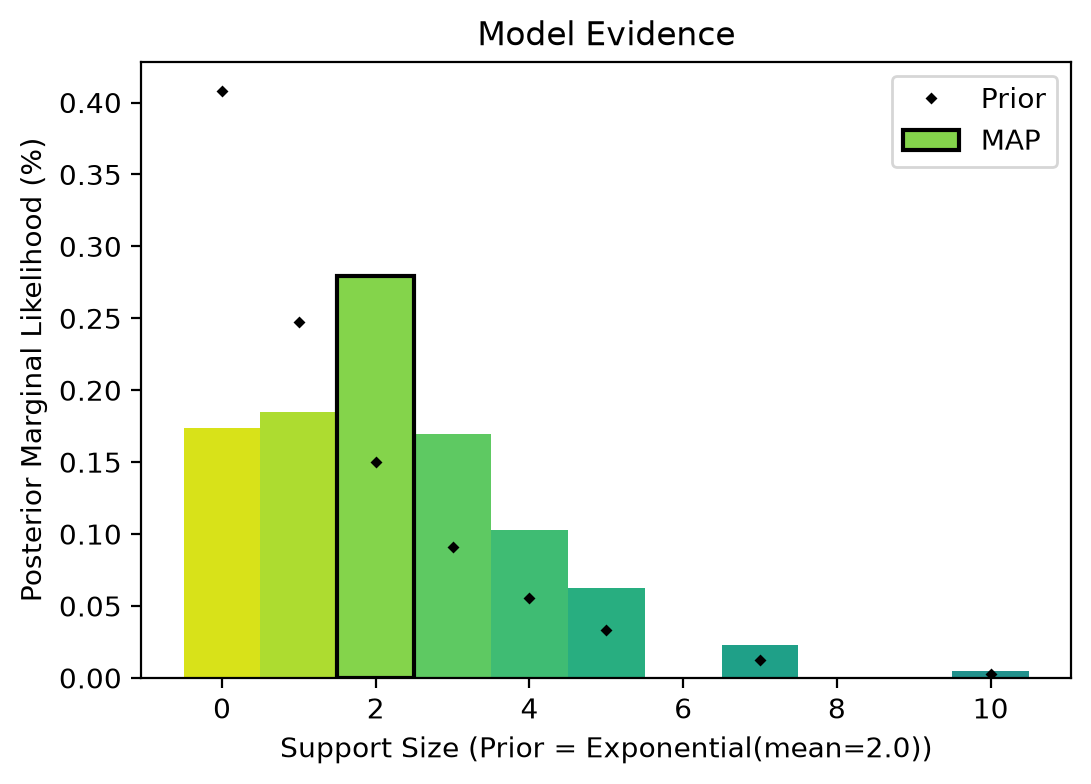 Model Evidence
Prior
MAP
Posterior Marginal Likelihood (%)
0.40
0.35
0.30
0.25
0.20
0.15
0.10
0.05
0.00
0 2 4 6 8 10
Support Size (Prior = Exponential(mean=2.0))